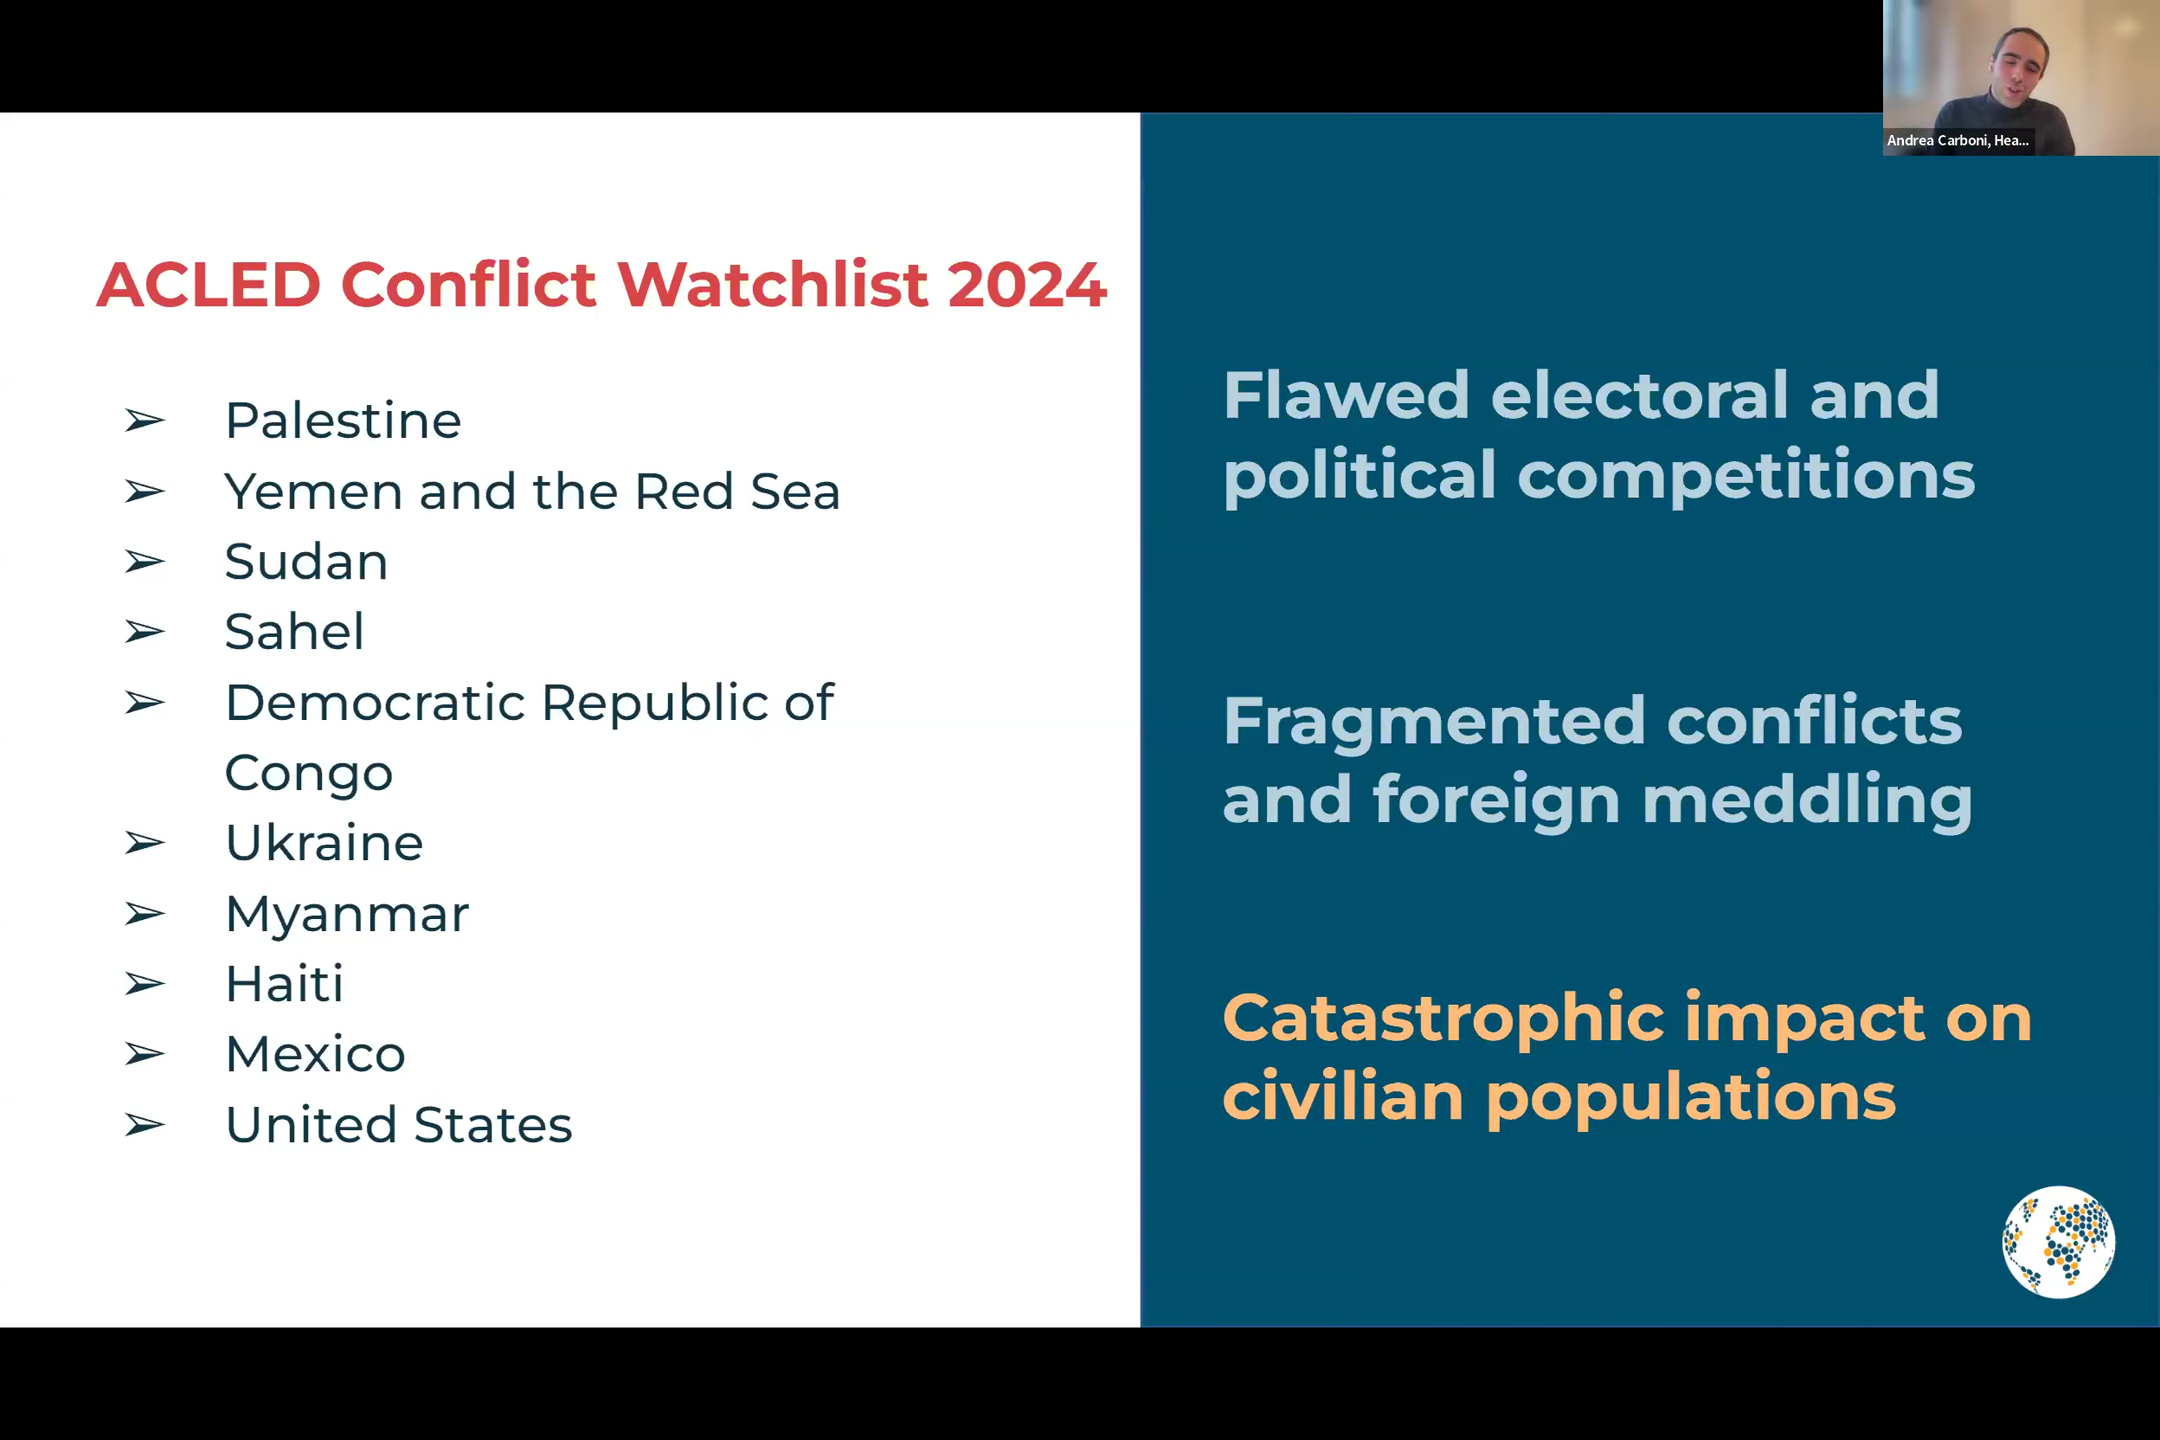 Andrea Carboni, Hea...
ACLED Conflict Watchlist 2024
➢ Palestine
➢ Yemen and the Red Sea
➢ Sudan
➢ Sahel
➢ Democratic Republic of
Congo
➢ Ukraine
➢ Myanmar
➢ Haiti
➢ Mexico
➢ United States
Flawed electoral and
political competitions
Fragmented conflicts
and foreign meddling
Catastrophic impact on
civilian populations